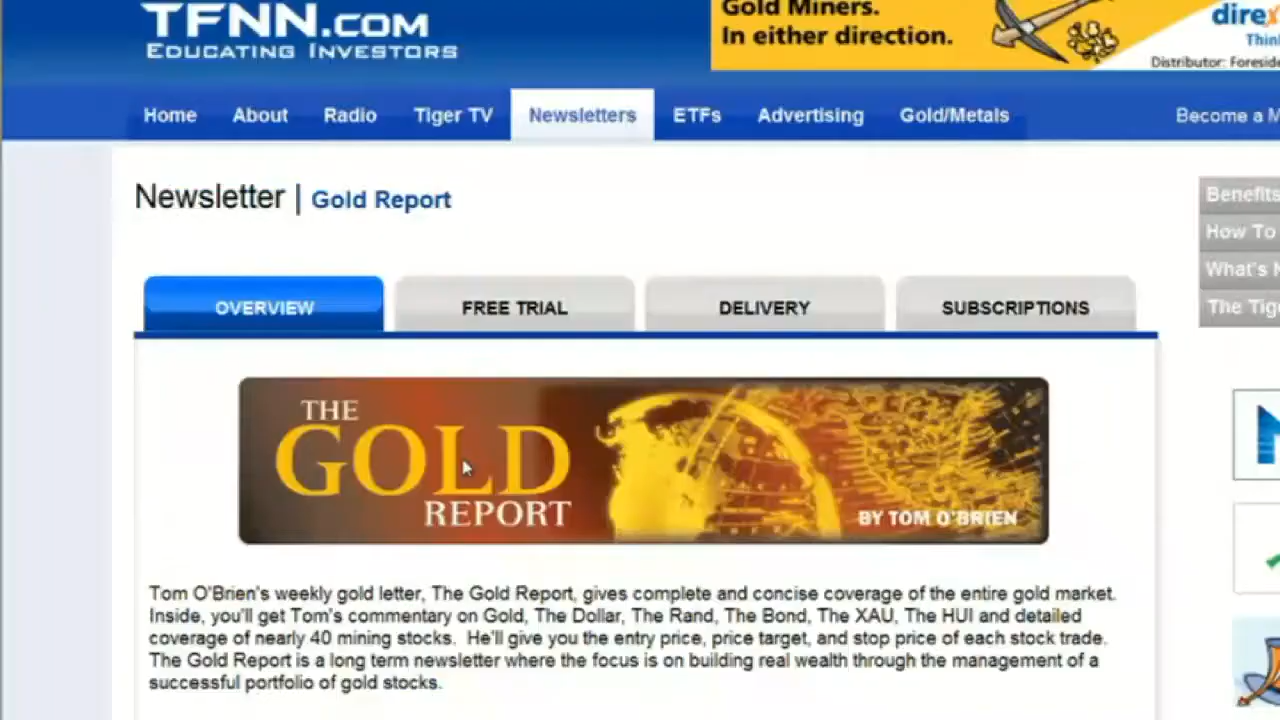 TFNN.COM
EDUCATING INVESTORS
Gold Miners.
In either direction.
Distributor:
Home About Radio Tiger TV Newsletters ETFs Advertising Gold/Metals Become a
Newsletter | Gold Report
Benefits
How To
What's
The
OVERVIEW FREE TRIAL DELIVERY SUBSCRIPTIONS
THE
GOLD
REPORT
BY TOM O'BRIEN
Tom O'Brien's weekly gold letter, The Gold Report, gives complete and concise coverage of the entire gold market.
Inside, you'll get Tom's commentary on Gold, The Dollar, The Rand, The Bond, The XAU, The HUI and detailed
coverage of nearly 40 mining stocks. He'll give you the entry price, price target, and stop price of each stock trade.
The Gold Report is a long term newsletter where the focus is on building real wealth through the management of a
successful portfolio of gold stocks.